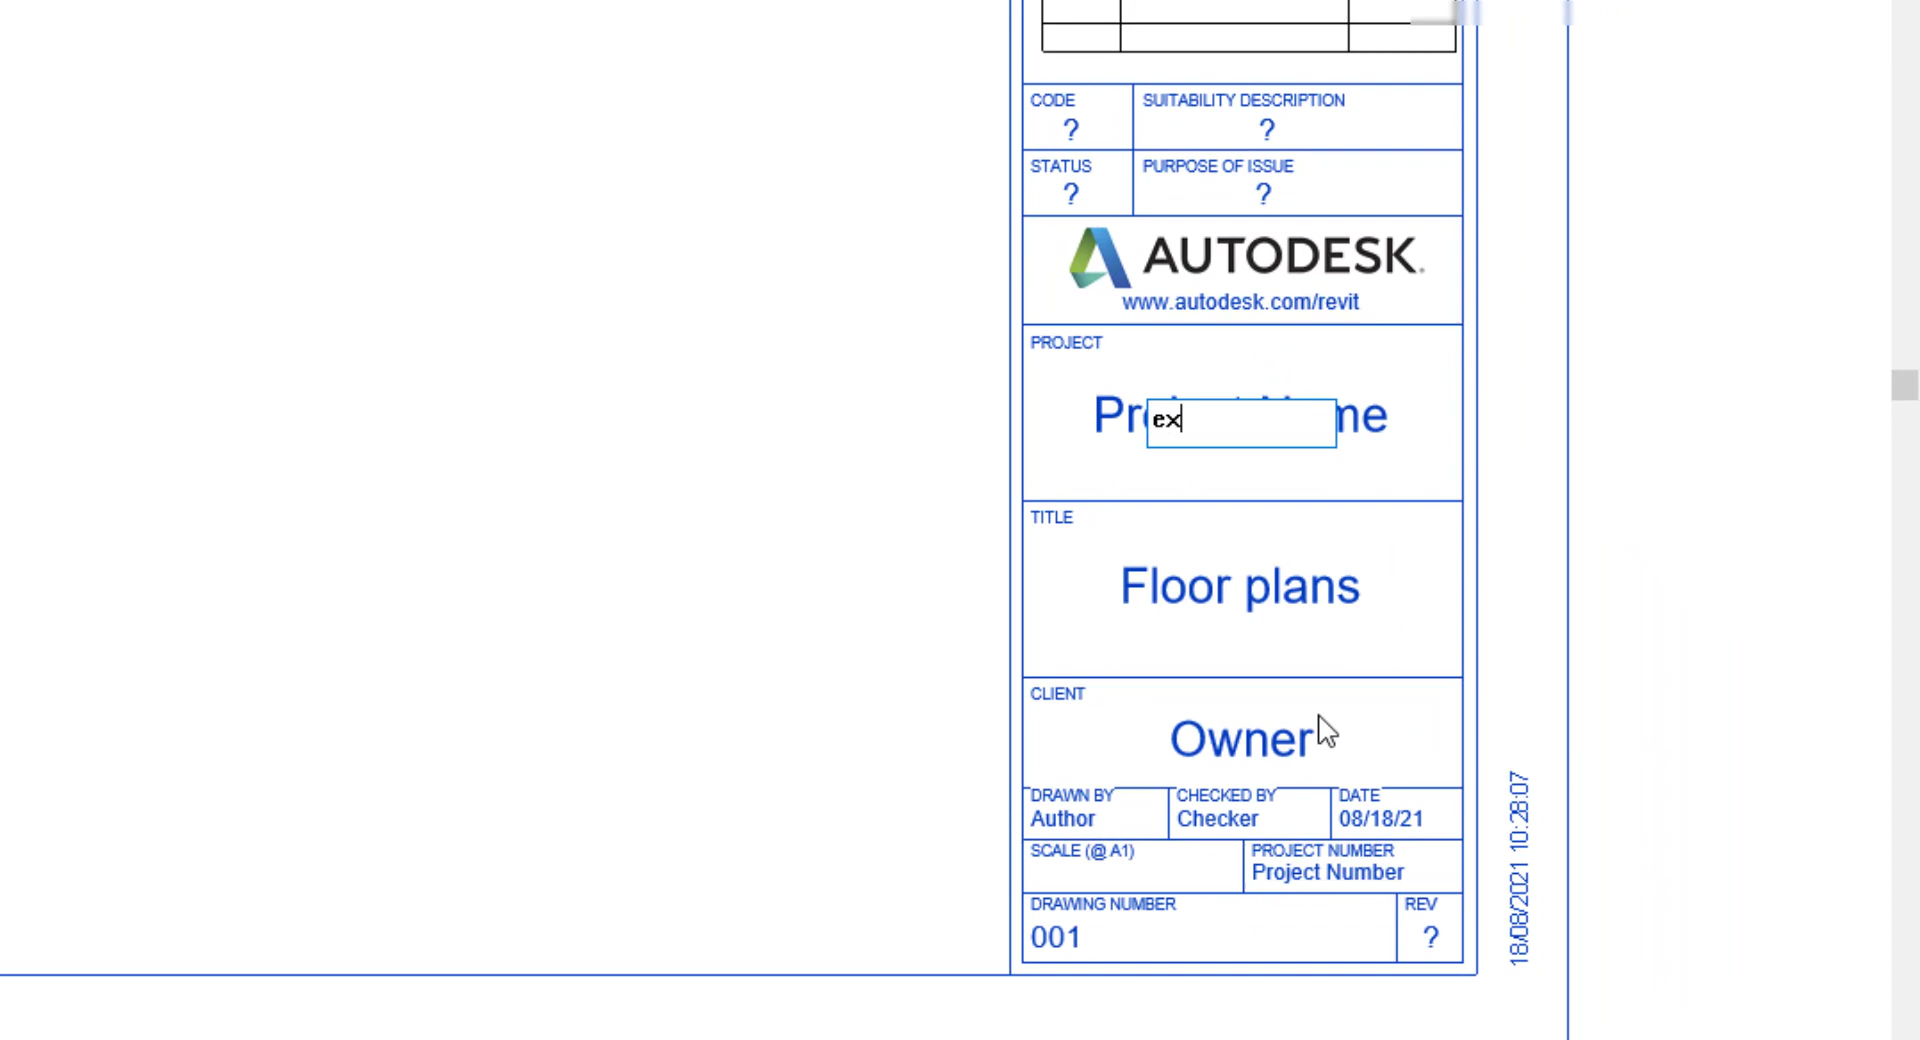 CODE
?
SUITABILITY DESCRIPTION
?
STATUS
?
PURPOSE OF ISSUE
?
AUTODESK.
www.autodesk.com/revit
PROJECT
ex
TITLE
Floor plans
CLIENT
Owner
DRAWN BY
Author
CHECKED BY
Checker
DATE
08/18/21
SCALE (@ A1)
PROJECT NUMBER
Project Number
DRAWING NUMBER
001
REV
?
18/08/2021 10:28:07